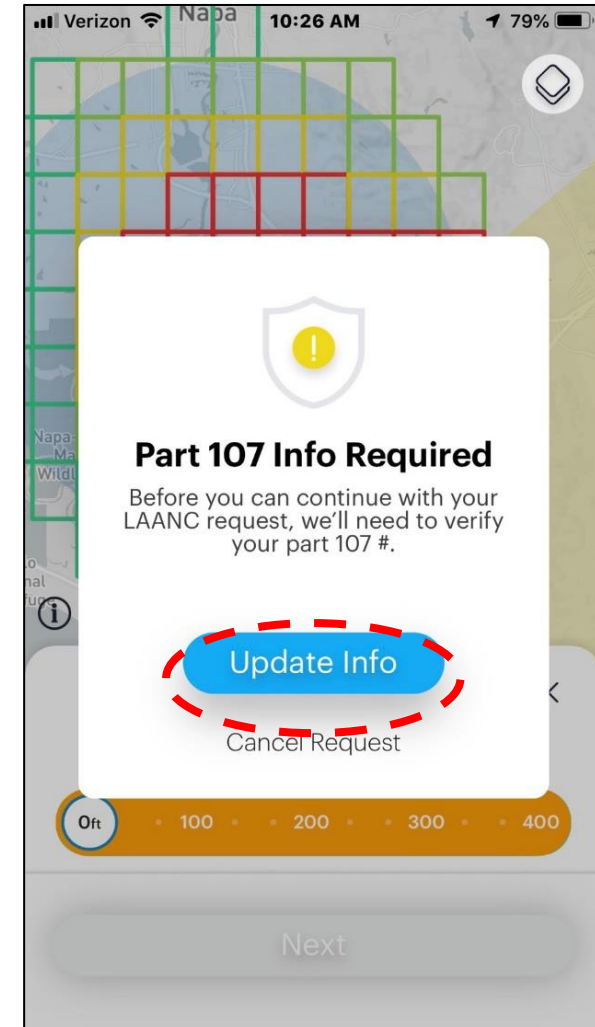 Verizon 10:26 AM 79%
Napa
Part 107 Info Required
Before you can continue with your
LAANC request, we'll need to verify
your part 107 #.
Update Info
Cancel Request
0ft 100 200 300 400
Next